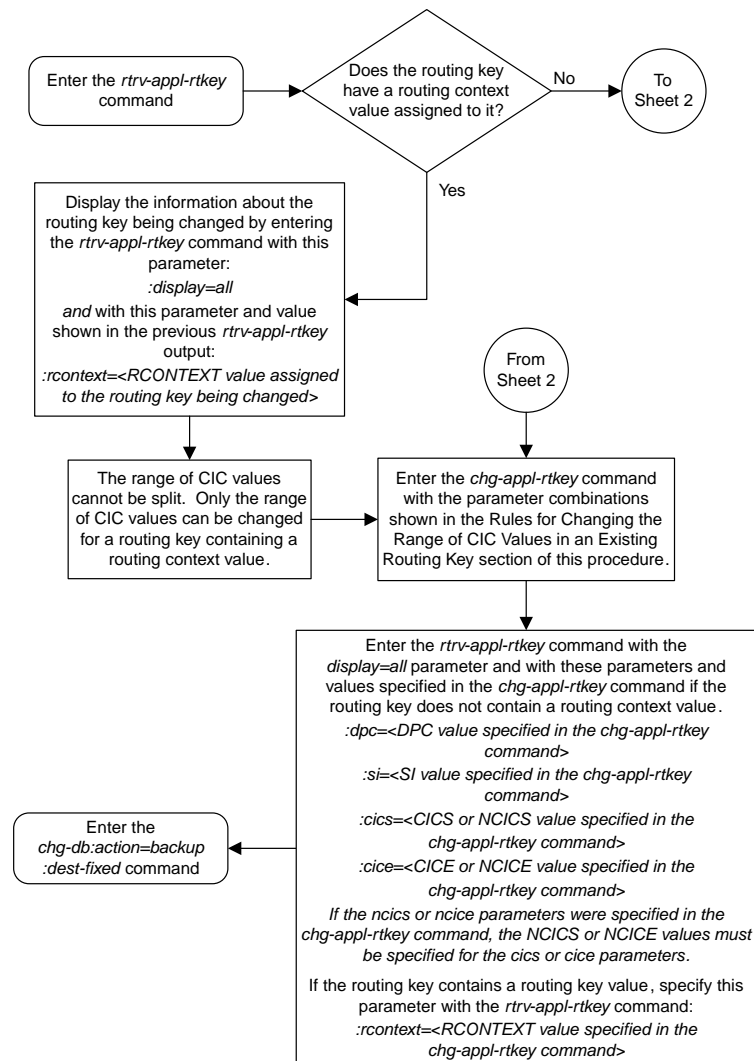 Enter the rtrv-appl-rtkey
command
Does the routing key
have a routing context
value assigned to it?
No
To
Sheet 2
Yes
Display the information about the
routing key being changed by entering
the rtrv-appl-rtkey command with this
parameter:
:display=all
and with this parameter and value
shown in the previous rtrv-appl-rtkey
output:
:rcontext=<RCONTEXT value assigned
to the routing key being changed>
From
Sheet 2
The range of CIC values
cannot be split. Only the range
of CIC values can be changed
for a routing key containing a
routing context value.
Enter the chg-appl-rtkey command
with the parameter combinations
shown in the Rules for Changing the
Range of CIC Values in an Existing
Routing Key section of this procedure.
Enter the rtrv-appl-rtkey command with the
display=all parameter and with these parameters and
values specified in the chg-appl-rtkey command if the
routing key does not contain a routing context value.
:dpc=<DPC value specified in the chg-appl-rtkey
command>
:si=<SI value specified in the chg-appl-rtkey
command>
:cics=<CICS or NCICS value specified in the
chg-appl-rtkey command>
:cice=<CICE or NCICE value specified in the
chg-appl-rtkey command>
If the ncics or ncice parameters were specified in the
chg-appl-rtkey command, the NCICS or NCICE values must
be specified for the cics or cice parameters.
If the routing key contains a routing key value, specify this
parameter with the rtrv-appl-rtkey command:
:rcontext=<RCONTEXT value specified in the
chg-appl-rtkey command>
Enter the
chg-db:action=backup
:dest-fixed command